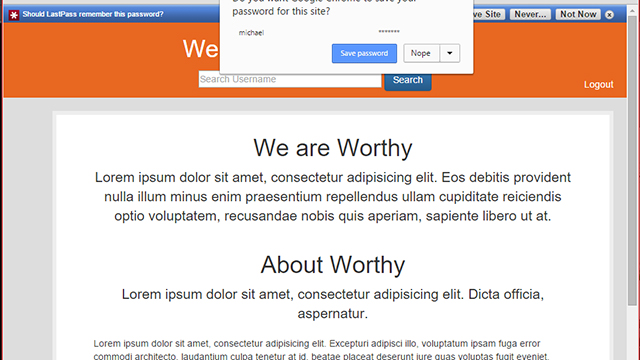 Do you want Google Chrome to save your
password for this site?
Should LastPass remember this password?
Site
Never...
Not Now
michael
*******
Save password
Nope
We
Search Username
Search
Logout
We are Worthy
Lorem ipsum dolor sit amet, consectetur adipisicing elit. Eos debitis provident
nulla illum minus enim praesentium repellendus ullam cupiditate reiciendis
optio voluptatem, recusandae nobis quis aperiam, sapiente libero ut at.
About Worthy
Lorem ipsum dolor sit amet, consectetur adipisicing elit. Dicta officia,
aspernatur.
Lorem ipsum dolor sit amet, consectetur adipisicing elit. Excepturi adipisci illo, voluptatum ipsam fuga error
commodi architecto, laudantium culpa tenetur at id, beatae placeat deserunt iure quas voluptas fugit eveniet.